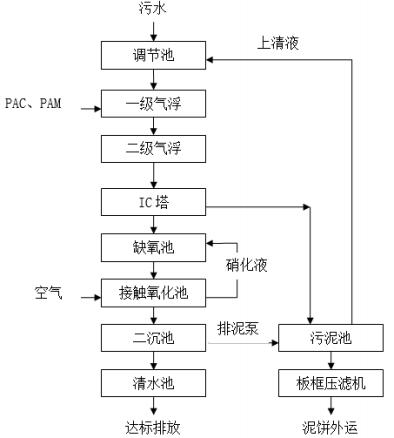 污水
上清液
调节池
PAC、PAM
一级气浮
二级气浮
IC 塔
缺氧池
硝化液
空气
接触氧化池
排泥泵
二沉池
污泥池
清水池
板框压滤机
达标排放
泥饼外运